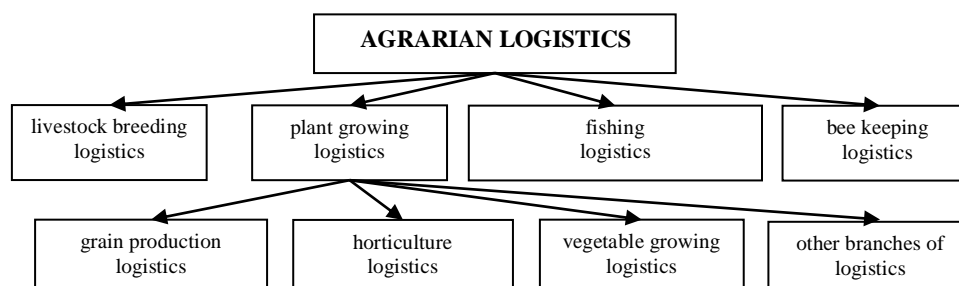 AGRARIAN LOGISTICS
livestock breeding
logistics
plant growing
logistics
fishing
logistics
bee keeping
logistics
grain production
logistics
horticulture
logistics
vegetable growing
logistics
other branches of
logistics